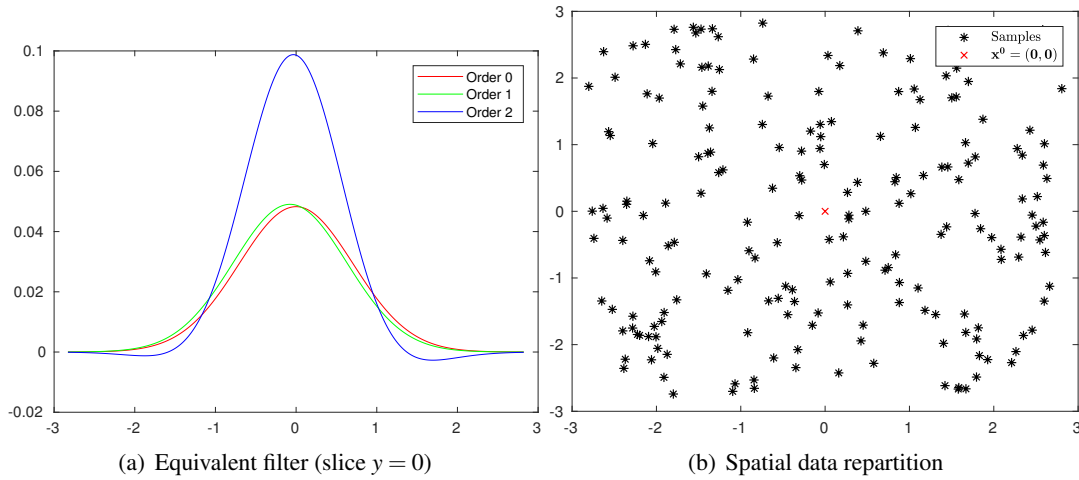 0.1
0.08
0.06
0.04
0.02
0
-0.02
-3 -2 -1 0 1 2 3
Order 0
Order 1
Order 2
(a) Equivalent filter (slice y = 0)
3
2
1
0
-1
-2
-3
-3 -2 -1 0 1 2 3
Samples
x⁰ = (0, 0)
(b) Spatial data repartition